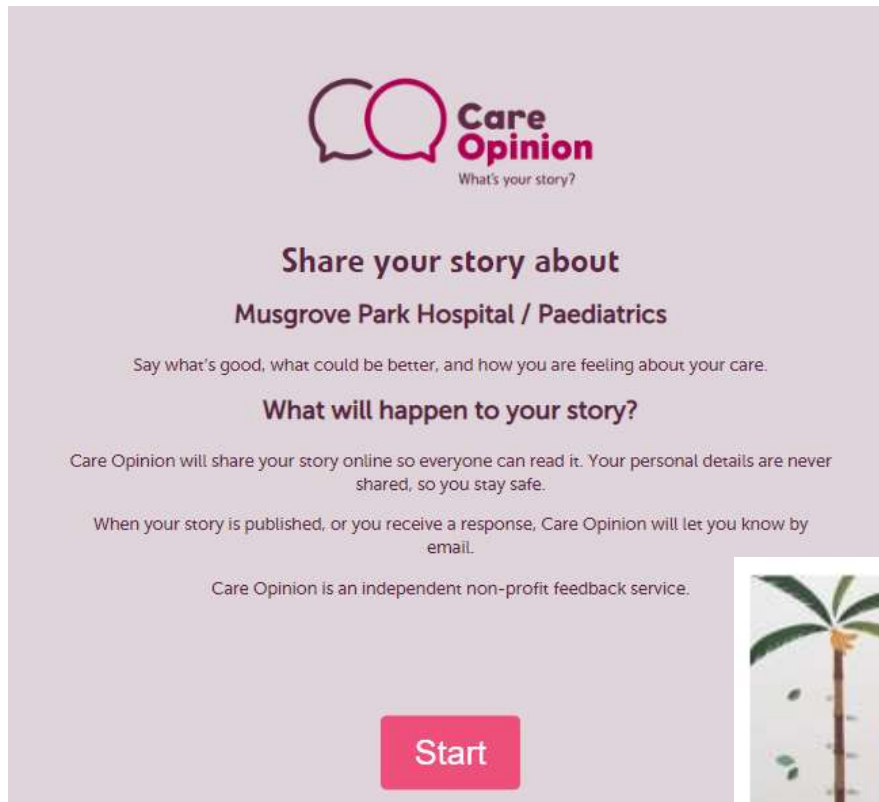 Care
Opinion
What's your story?
Share your story about
Musgrove Park Hospital / Paediatrics
Say what's good, what could be better, and how you are feeling about your care.
What will happen to your story?
Care Opinion will share your story online so everyone can read it. Your personal details are never
shared, so you stay safe.
When your story is published, or you receive a response, Care Opinion will let you know by
email.
Care Opinion is an independent non-profit feedback service.
Start